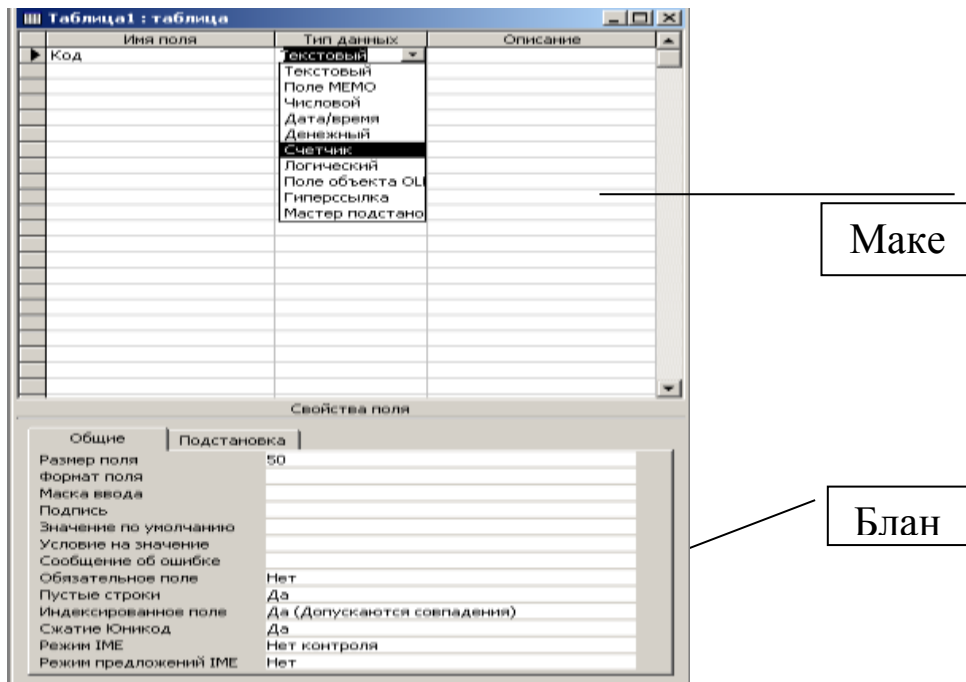 Таблица1 : таблица
Имя поля Тип данных Описание
Код Текстовый
Текстовый
Поле МЕМО
Числовой
Дата/время
Денежный
Счетчик
Логический
Поле объекта OL
Гиперссылка
Мастер подстано
Маке
Свойства поля
Общие Подстановка
Размер поля 50
Формат поля
Маска ввода
Подпись
Значение по умолчанию
Условие на значение
Сообщение об ошибке
Обязательное поле Нет
Пустые строки Да
Индексированное поле Да (Допускаются совпадения)
Сжатие Юникод Да
Режим IME Нет контроля
Режим предложений IME Нет
Блан